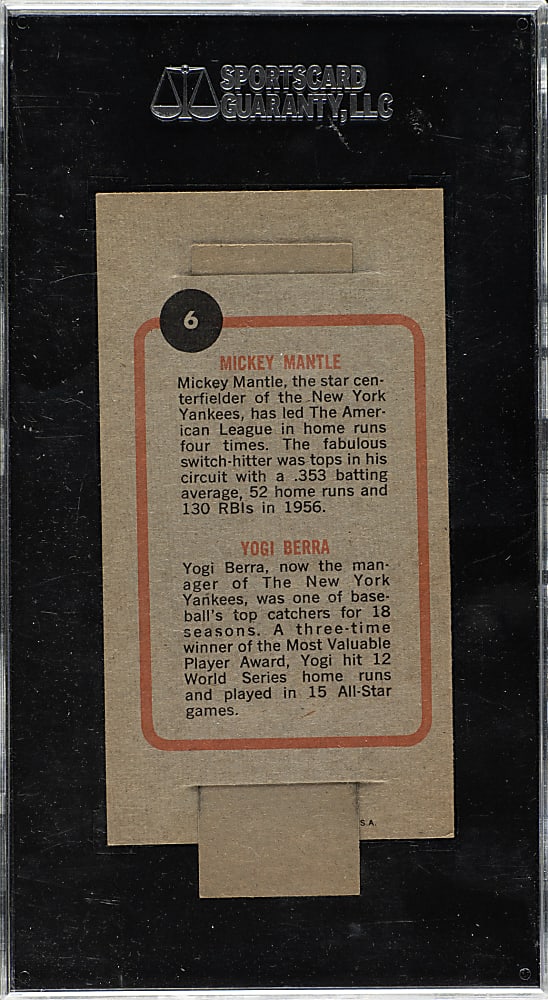 SPORTSCARD
GUARANTY, LLC
6
MICKEY MANTLE
Mickey Mantle, the star cen-
terfielder of the New York
Yankees, has led The Amer-
ican League in home runs
four times. The fabulous
switch-hitter was tops in his
circuit with a .353 batting
average, 52 home runs and
130 RBIs in 1956.
YOGI BERRA
Yogi Berra, now the man-
ager of The New York
Yankees, was one of base-
ball's top catchers for 18
seasons. A three-time
winner of the Most Valuable
Player Award, Yogi hit 12
World Series home runs
and played in 15 All-Star
games.
S.A.